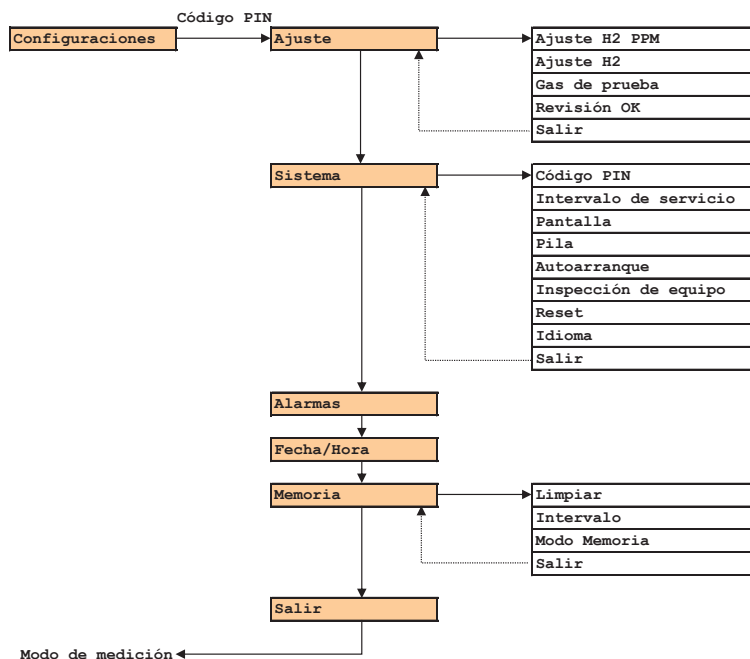 Código PIN
Configuraciones
Ajuste
Ajuste H2 PPM
Ajuste H2
Gas de prueba
Revisión OK
Salir
Sistema
Código PIN
Intervalo de servicio
Pantalla
Pila
Autoarranque
Inspección de equipo
Reset
Idioma
Salir
Alarmas
Fecha/Hora
Memoria
Limpiar
Intervalo
Modo Memoria
Salir
Salir
Modo de medición